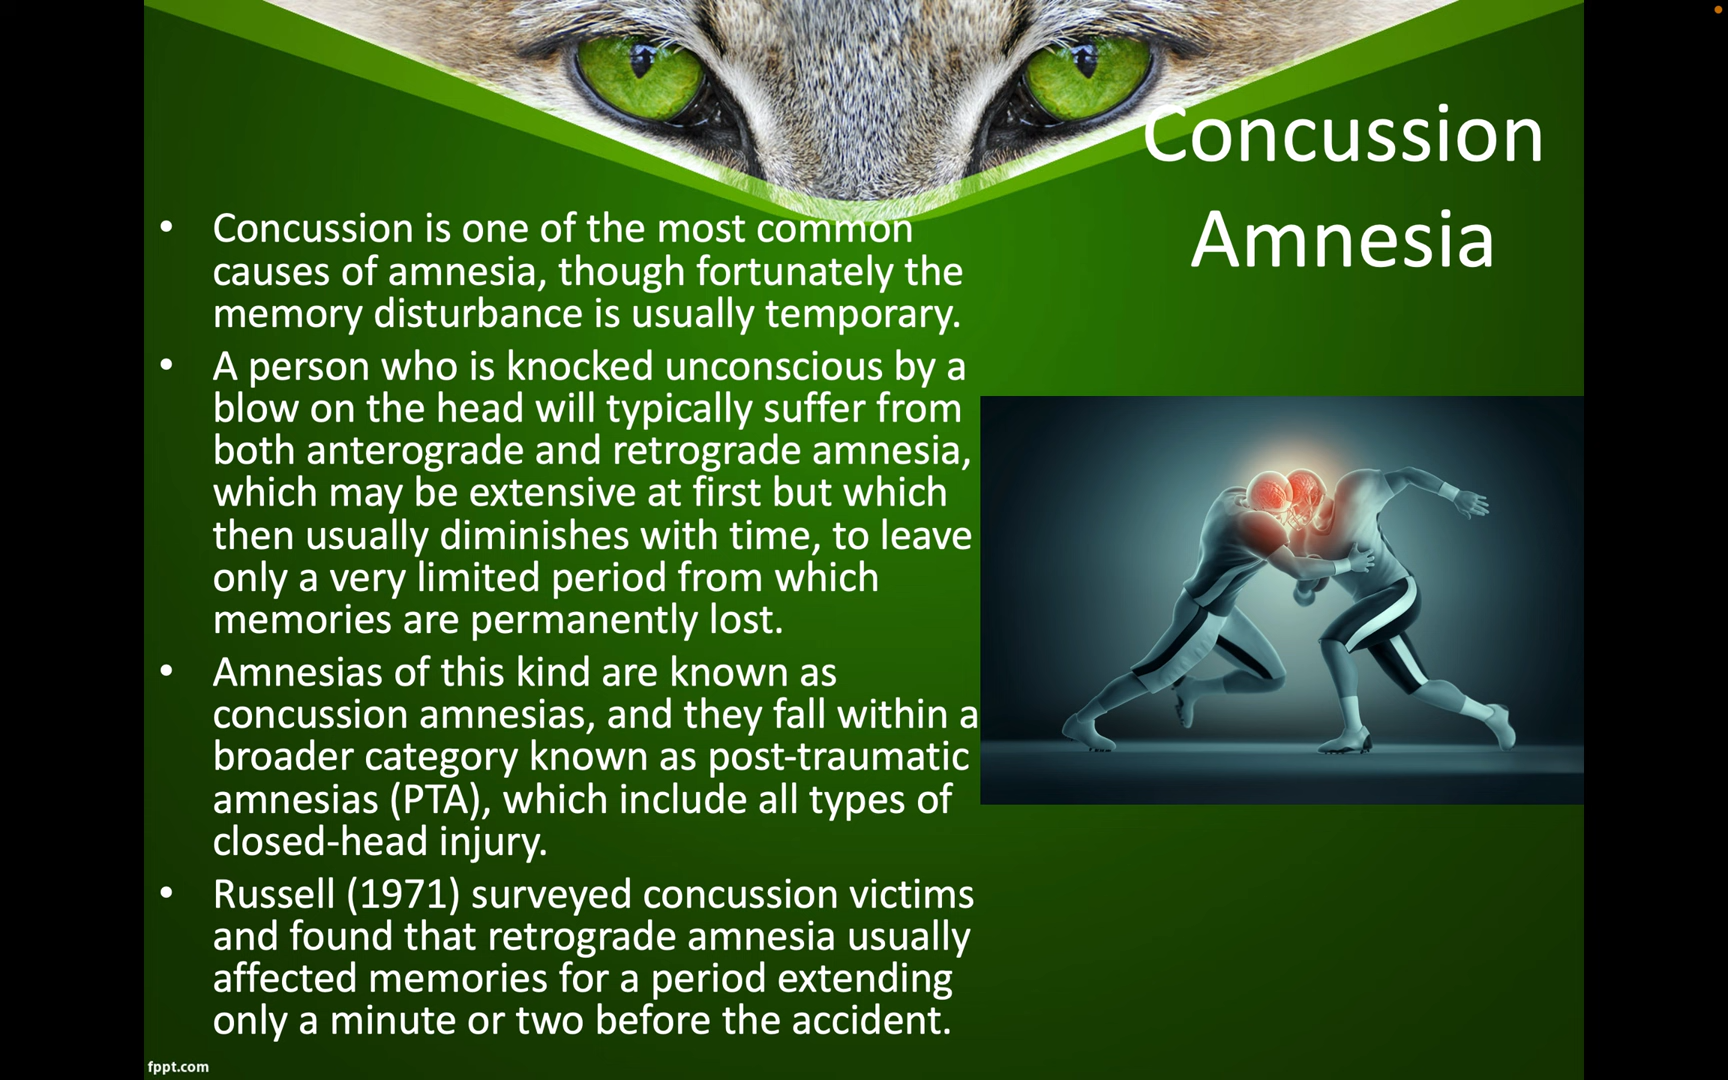 Concussion
Amnesia
• Concussion is one of the most common
causes of amnesia, though fortunately the
memory disturbance is usually temporary.
• A person who is knocked unconscious by a
blow on the head will typically suffer from
both anterograde and retrograde amnesia,
which may be extensive at first but which
then usually diminishes with time, to leave
only a very limited period from which
memories are permanently lost.
• Amnesias of this kind are known as
concussion amnesias, and they fall within a
broader category known as post-traumatic
amnesias (PTA), which include all types of
closed-head injury.
• Russell (1971) surveyed concussion victims
and found that retrograde amnesia usually
affected memories for a period extending
only a minute or two before the accident.
fppt.com